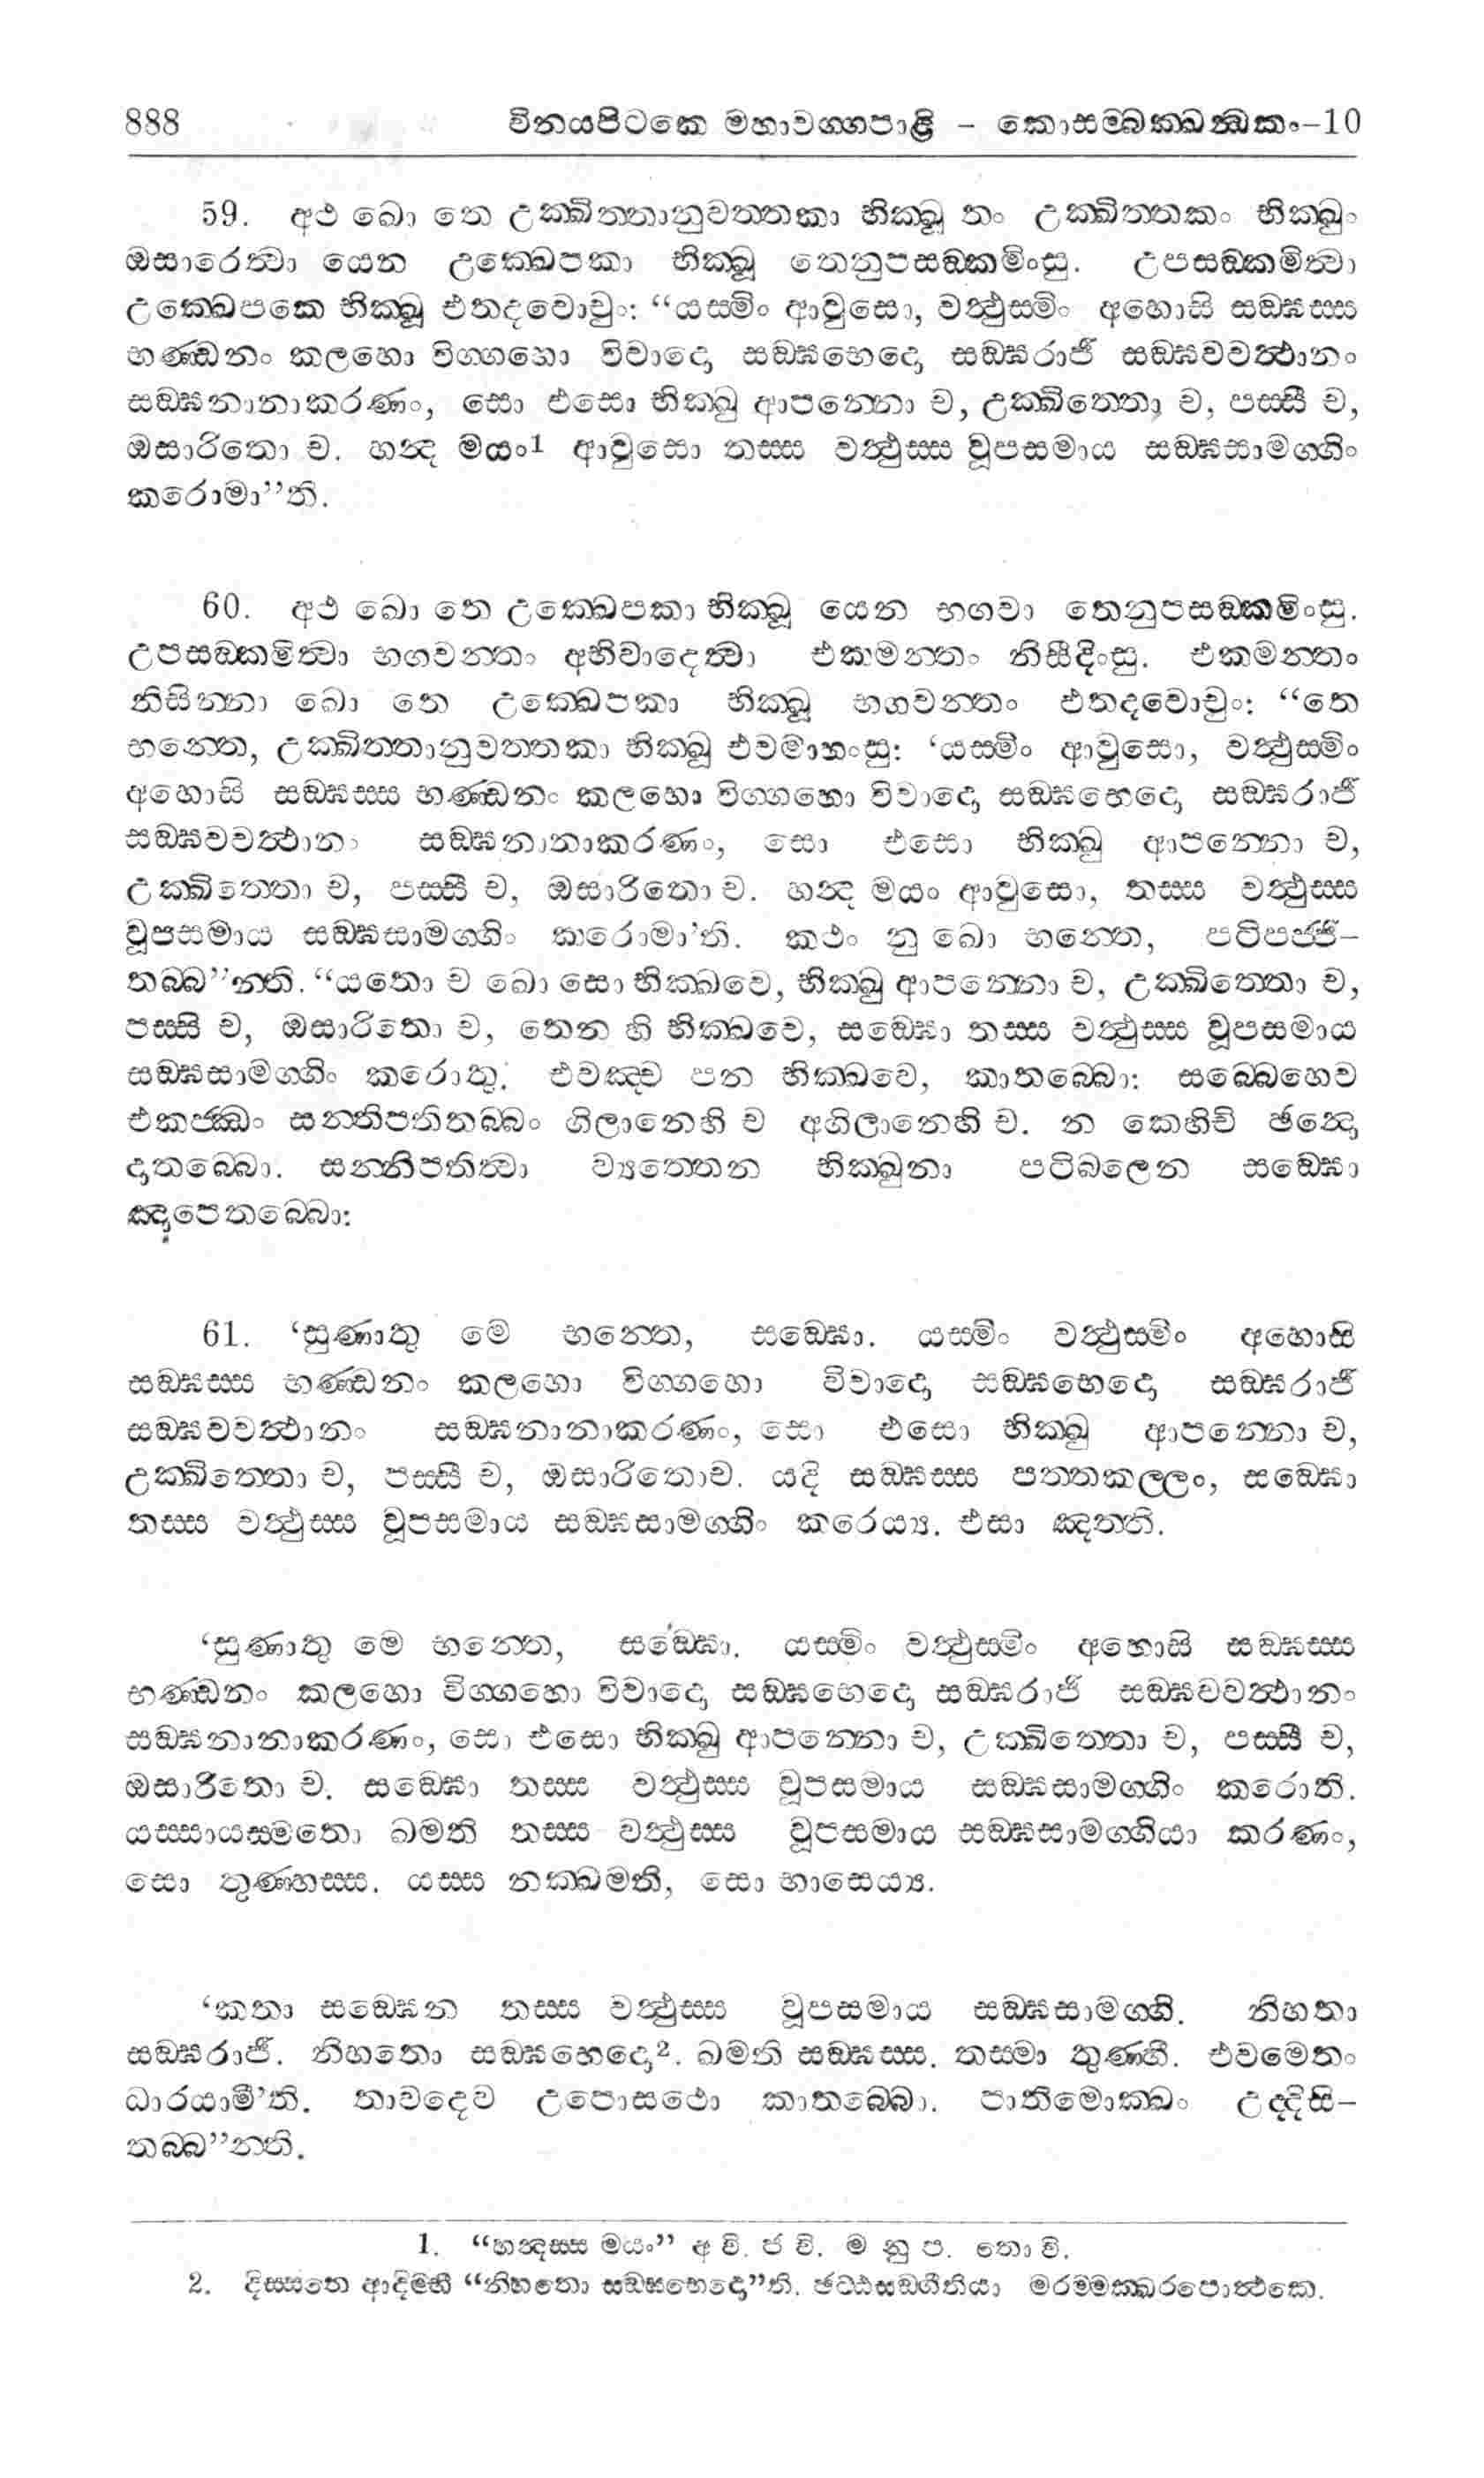 888 විනයපිටකෙ මහාවග්ගපාළි – කොසම්බක්ඛන්ධකං–10
59. අථ ඛො තෙ උක්ඛිත්තානුවත්තකා භික්ඛූ තං උක්ඛිත්තකං භික්ඛුං
ඔසාරෙත්වා යෙන උක්ඛෙපකා භික්ඛූ තෙනුපසඞ්කමිංසු. උපසඞ්කමිත්වා
උක්ඛෙපකෙ භික්ඛූ එතදවොචුං: “යස්මිං ආවුසො, වත්ථුස්මිං අහොසි සඞ්ඝස්ස
භණ්ඩනං කලහො විග්ගහො විවාදො, සඞ්ඝභෙදො, සඞ්ඝරාජි සඞ්ඝවවත්ථානං
සඞ්ඝනානාකරණං, සො එසො භික්ඛු ආපන්නො ච, උක්ඛිත්තො ච, පස්සී ච,
ඔසාරිතො ච. හන්ද මයං1 ආවුසො තස්ස වත්ථුස්ස වූපසමාය සඞ්ඝසාමග්ගිං
කරොමා”ති.
60. අථ ඛො තෙ උක්ඛෙපකා භික්ඛූ යෙන භගවා තෙනුපසඞ්කමිංසු.
උපසඞ්කමිත්වා භගවන්තං අභිවාදෙත්වා එකමන්තං නිසීදිංසු. එකමන්තං
නිසින්නා ඛො තෙ උක්ඛෙපකා භික්ඛූ භගවන්තං එතදවොචුං: “තෙ
භන්තෙ, උක්ඛිත්තානුවත්තකා භික්ඛූ එවමාහංසු: ‘යස්මිං ආවුසො, වත්ථුස්මිං
අහොසි සඞ්ඝස්ස භණ්ඩනං කලහො විග්ගහො විවාදො, සඞ්ඝභෙදො, සඞ්ඝරාජි
සඞ්ඝවවත්ථානං සඞ්ඝනානාකරණං, සො එසො භික්ඛු ආපන්නො ච,
උක්ඛිත්තො ච, පස්සී ච, ඔසාරිතො ච. හන්ද මයං ආවුසො, තස්ස වත්ථුස්ස
වූපසමාය සඞ්ඝසාමග්ගිං කරොමා’ති. කථං නු ඛො භන්තෙ, පටිපජ්ජි–
තබ්බ”න්ති. “යතො ච ඛො සො භික්ඛවෙ, භික්ඛු ආපන්නො ච, උක්ඛිත්තො ච,
පස්සි ච, ඔසාරිතො ච, තෙන හි භික්ඛවෙ, සඞ්ඝො තස්ස වත්ථුස්ස වූපසමාය
සඞ්ඝසාමග්ගිං කරොතු. එවඤ්ච පන භික්ඛවෙ, කාතබ්බො: සබ්බෙහෙව
එකජ්ඣං සන්තිපතිතබ්බං ගිලානෙහි ච අගිලානෙහි ච. න කෙහිචි ඡන්දො
දාතබ්බො. සන්නිපතිත්වා ව්‍යත්තෙන භික්ඛුනා පටිබලෙන සඞ්ඝො
ඤාපෙතබ්බො:
61. ‘සුණාතු මෙ භන්තෙ, සඞ්ඝො. යස්මිං වත්ථුස්මිං අහොසි
සඞ්ඝස්ස භණ්ඩනං කලහො විග්ගහො විවාදො, සඞ්ඝභෙදො, සඞ්ඝරාජි
සඞ්ඝවවත්ථානං සඞ්ඝනානාකරණං, සො එසො භික්ඛු ආපන්නො ච,
උක්ඛිත්තො ච, පස්සී ච, ඔසාරිතොච. යදි සඞ්ඝස්ස පත්තකල්ලං, සඞ්ඝො
තස්ස වත්ථුස්ස වූපසමාය සඞ්ඝසාමග්ගිං කරෙය්‍ය. එසා ඤත්ති.
‘සුණාතු මෙ භන්තෙ, සඞ්ඝො. යස්මිං වත්ථුස්මිං අහොසි සඞ්ඝස්ස
භණ්ඩනං කලහො විග්ගහො විවාදො, සඞ්ඝභෙදො, සඞ්ඝරාජි සඞ්ඝවවත්ථානං
සඞ්ඝනානාකරණං, සො එසො භික්ඛු ආපන්නො ච, උක්ඛිත්තො ච, පස්සී ච,
ඔසාරිතො ච. සඞ්ඝො තස්ස වත්ථුස්ස වූපසමාය සඞ්ඝසාමග්ගිං කරොති.
යස්සායස්මතො ඛමති තස්ස වත්ථුස්ස වූපසමාය සඞ්ඝසාමග්ගියා කරණං,
සො තුණ්හස්ස. යස්ස නක්ඛමති, සො භාසෙය්‍ය.
‘කතා සඞ්ඝෙන තස්ස වත්ථුස්ස වූපසමාය සඞ්ඝසාමග්ගි. නිහතා
සඞ්ඝරාජි. නිහතො සඞ්ඝභෙදො2. ඛමති සඞ්ඝස්ස. තස්මා තුණ්හී. එවමෙතං
ධාරයාමී’ති. තාවදෙව උපොසථො කාතබ්බො. පාතිමොක්ඛං උද්දිසි–
තබ්බ”න්ති.
1. “හන්දස්ස මයං” අ වි. ජ වි. ම නු ප. තො වි.
2. දිස්සතෙ ආදිම්හි “නිහතො සඞ්ඝභෙදො”ති. ඡට්ඨසඞ්ගීතියා මරම්මක්ඛරපොත්ථකෙ.